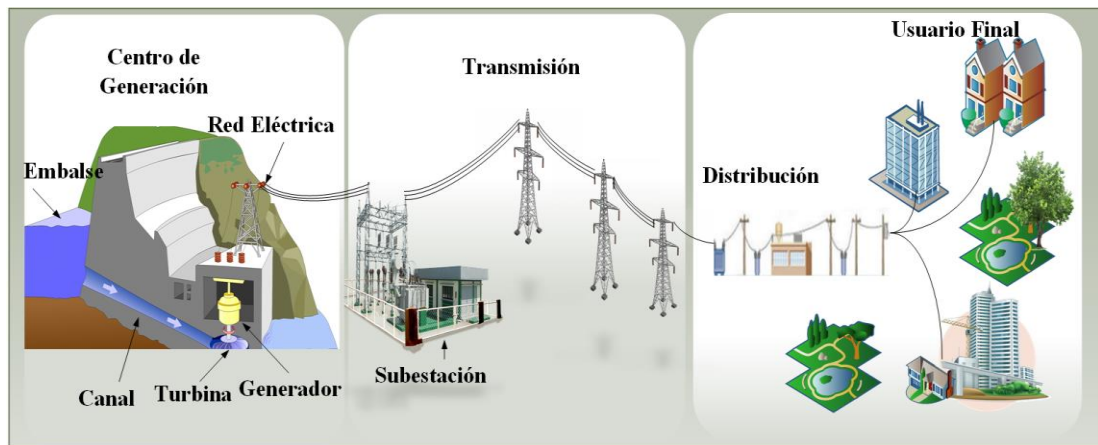 Centro de
Generación
Red Eléctrica
Embalse
Canal
Turbina
Generador
Transmisión
Subestación
Distribución
Usuario Final